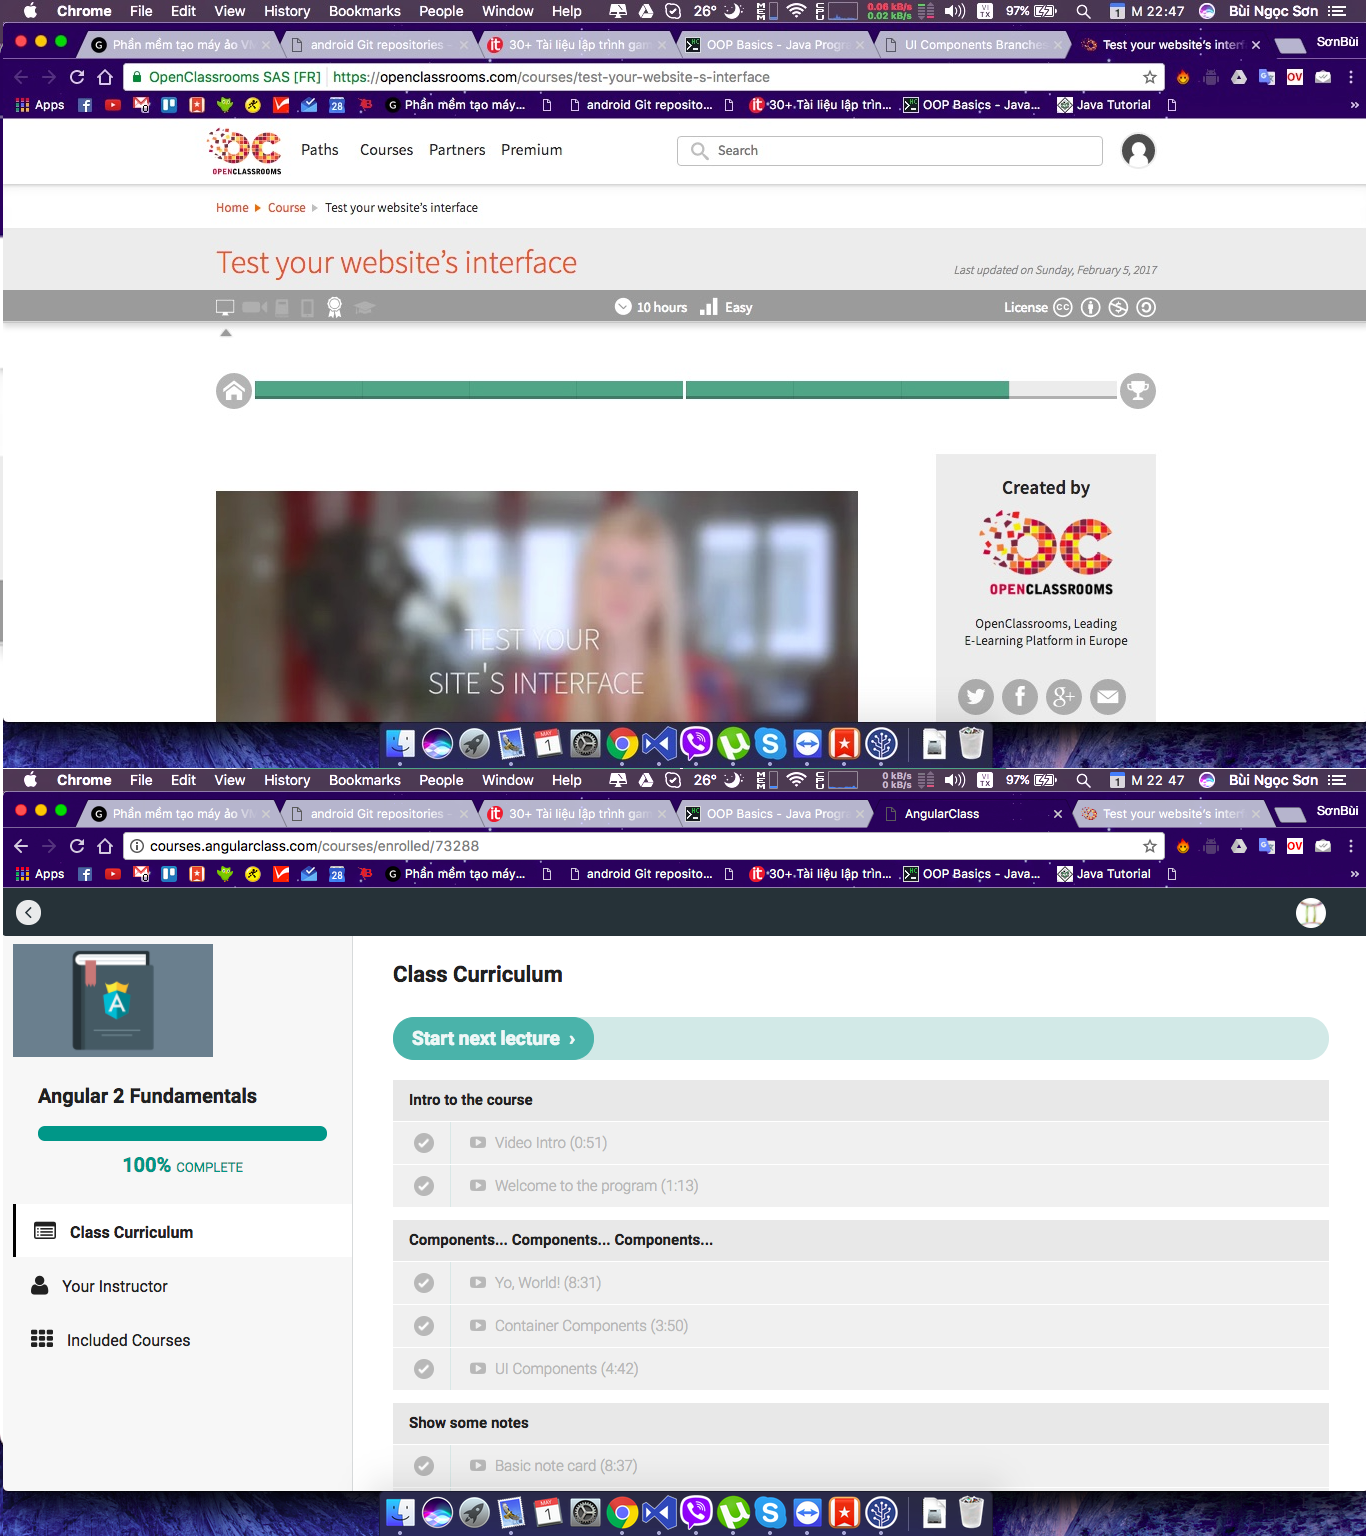 Chrome File Edit View History Bookmarks People Window Help 26° 0.06 kB/s 0.02 kB/s VI TX 97% 1 M 22:47 Bùi Ngọc Sơn
Phần mềm tạo máy ảo android Git repositories - 30+ Tài liệu lập trình gam OOP Basics - Java Progr UI Components Branches Test your website's interf SơnBùi
OpenClassrooms SAS [FR] https://openclassrooms.com/courses/test-your-website-s-interface
Apps 28 Phần mềm tạo máy... android Git reposito... 30+ Tài liệu lập trìn... OOP Basics - Java... Java Tutorial »
OPENCLASSROOMS
Paths Courses Partners Premium Search
Home Course Test your website's interface
Test your website's interface
Last updated on Sunday, February 5, 2017
10 hours Easy License
Created by
OPENCLASSROOMS
OpenClassrooms, Leading
E-Learning Platform in Europe
TEST YOUR
SITE'S INTERFACE
Chrome File Edit View History Bookmarks People Window Help 26° 0 kB/s 0 kB/s VI TX 97% 1 M 22 47 Bùi Ngọc Sơn
Phần mềm tạo máy ảo android Git repositories - 30+ Tài liệu lập trình gam OOP Basics - Java Progr AngularClass Test your website's interf SơnBùi
courses.angularclass.com/courses/enrolled/73288
Apps 28 Phần mềm tạo máy... android Git reposito... 30+ Tài liệu lập trìn... OOP Basics - Java... Java Tutorial »
Angular 2 Fundamentals
100% COMPLETE
Class Curriculum
Your Instructor
Included Courses
Class Curriculum
Start next lecture ›
Intro to the course
Video Intro (0:51)
Welcome to the program (1:13)
Components... Components... Components...
Yo, World! (8:31)
Container Components (3:50)
UI Components (4:42)
Show some notes
Basic note card (8:37)